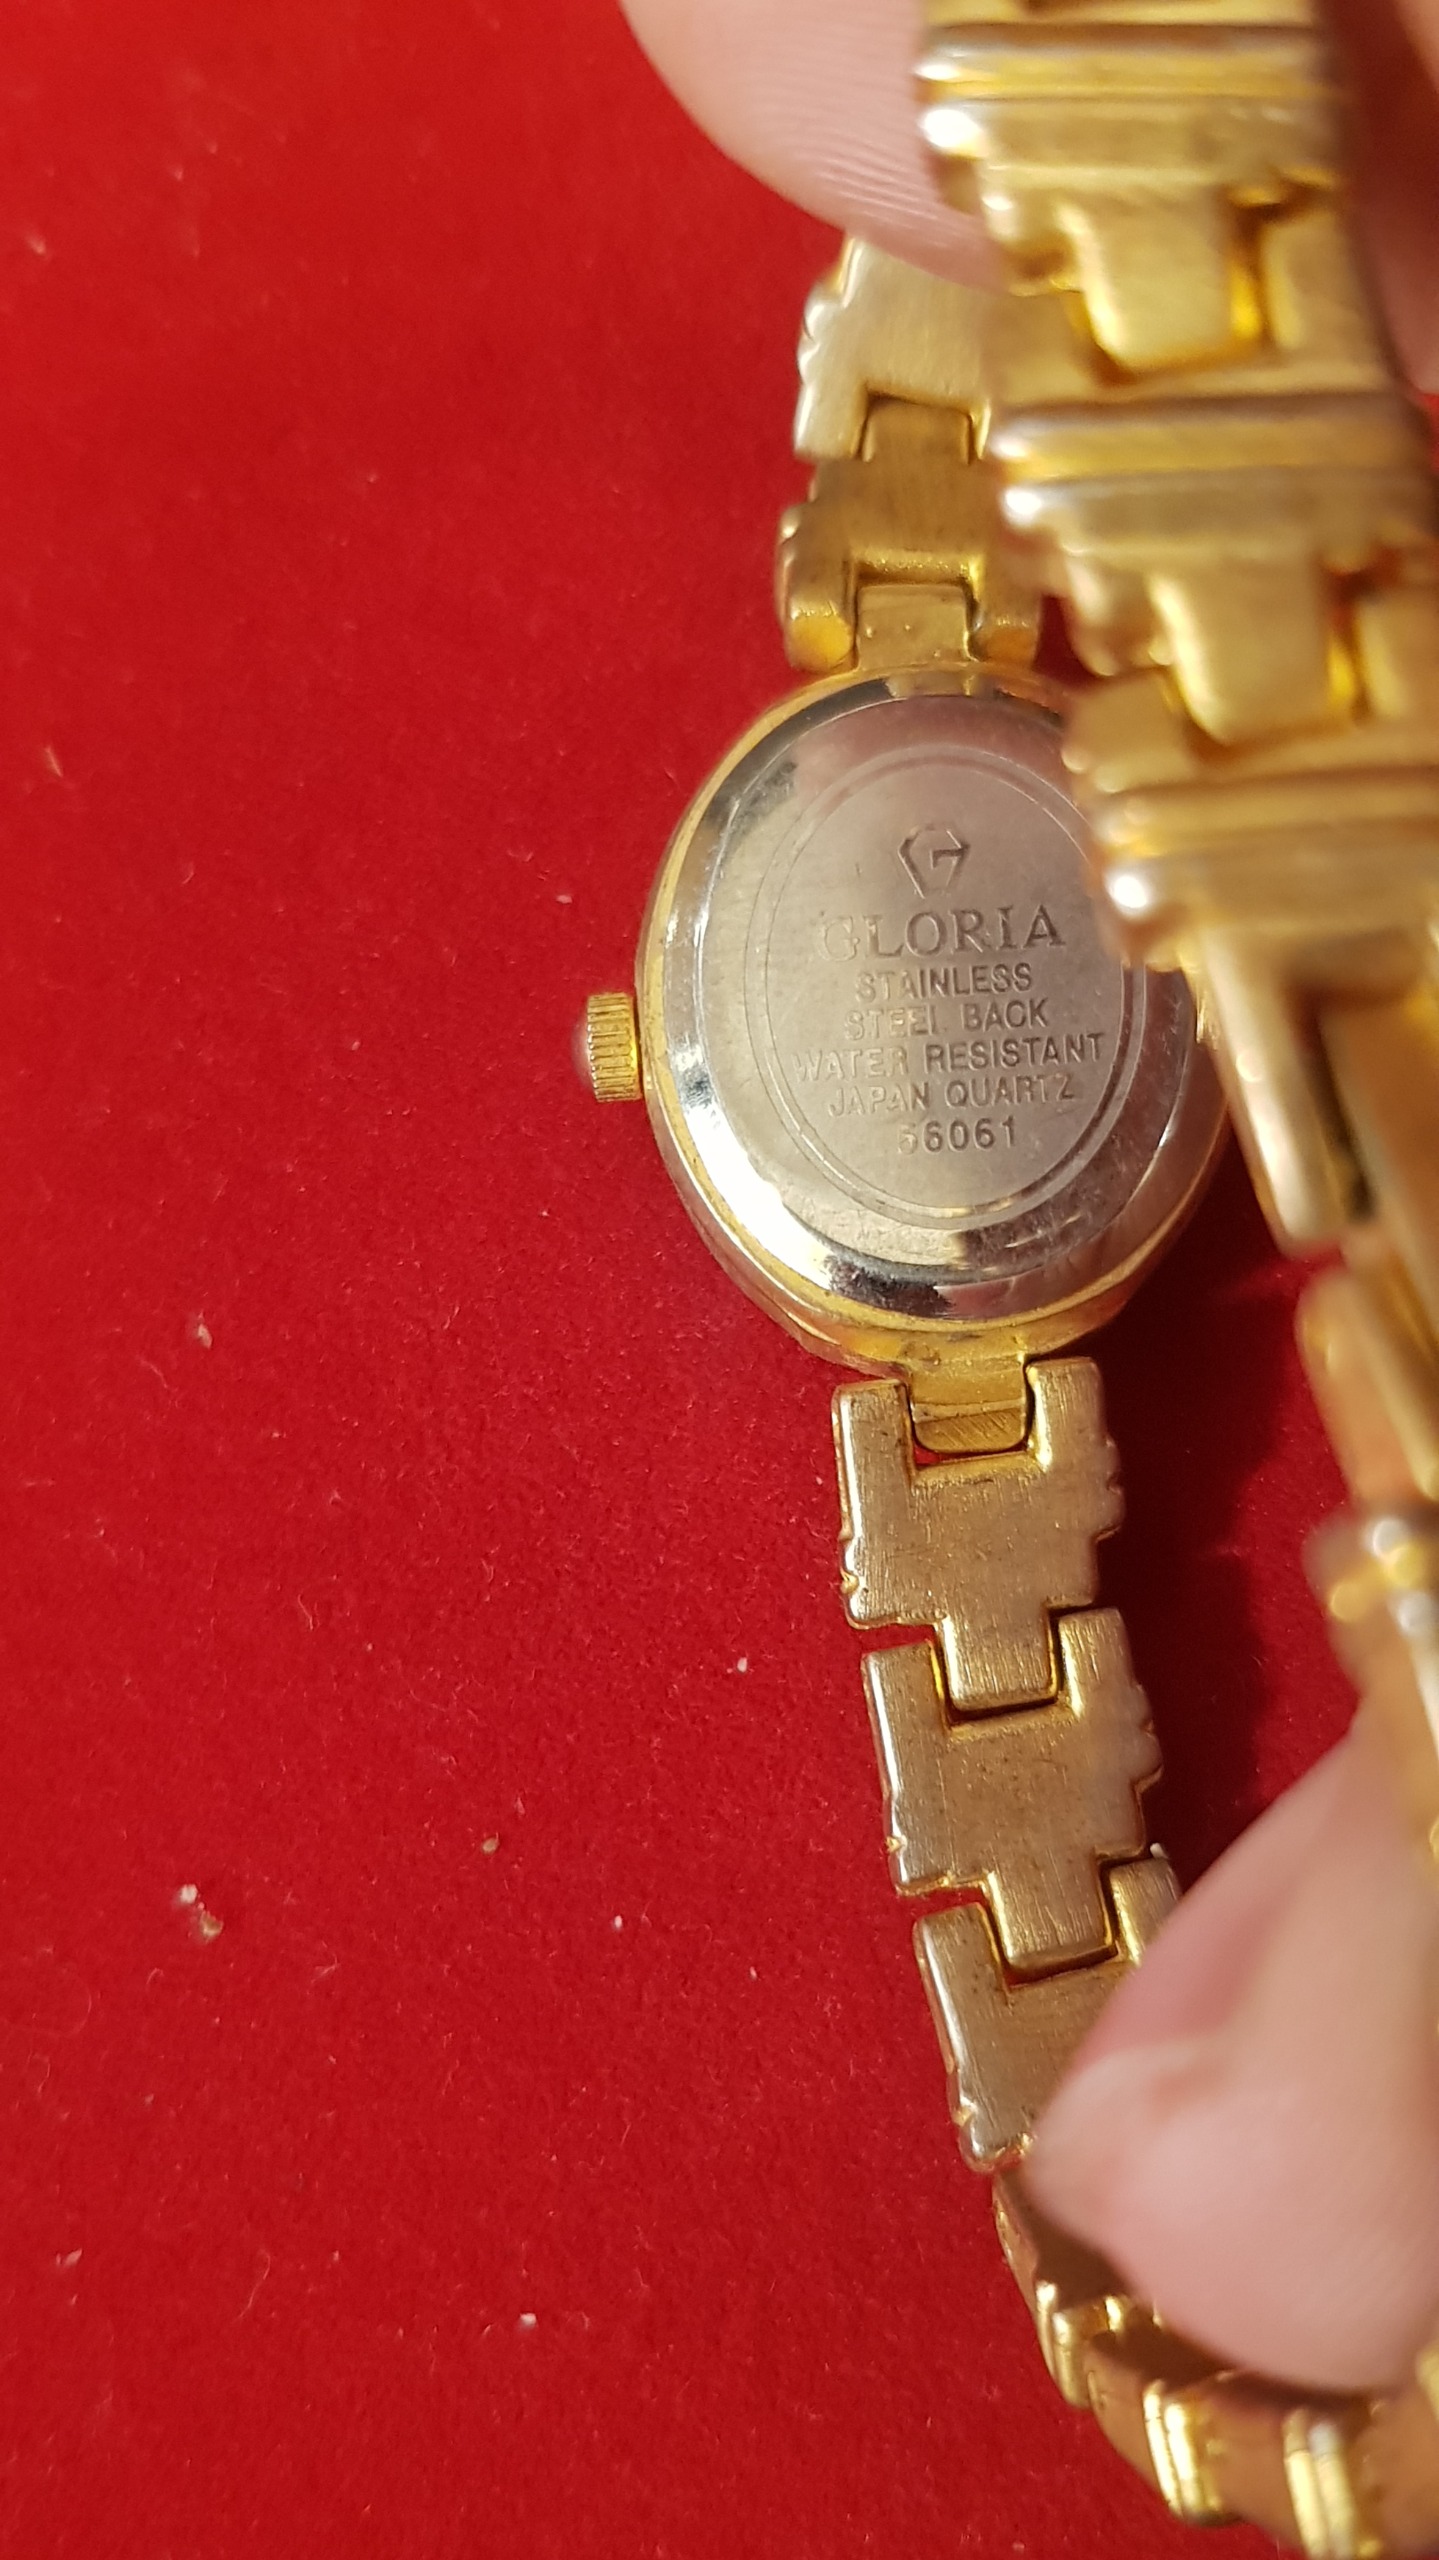 G
GLORIA
STAINLESS
STEEL BACK
WATER RESISTANT
JAPAN QUARTZ
56061